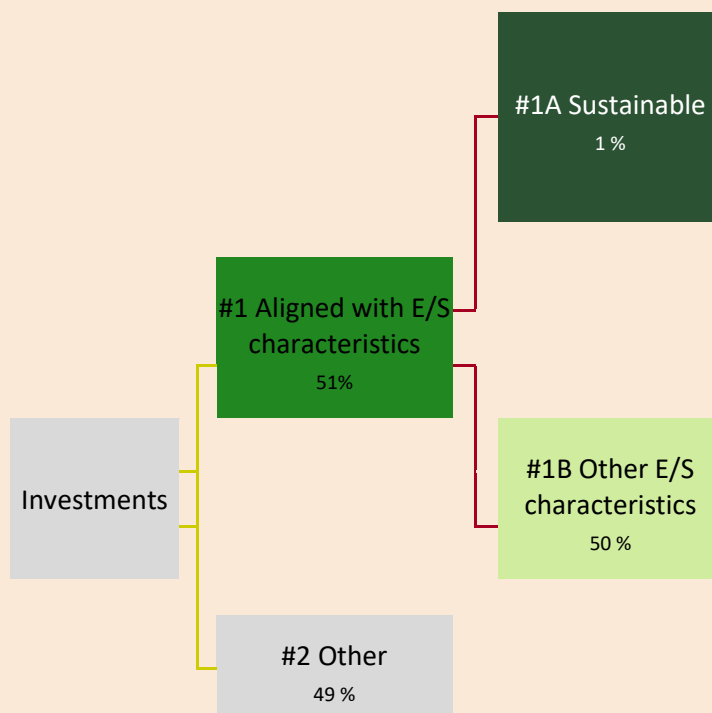 #1A Sustainable
1 %
#1 Aligned with E/S
characteristics
51%
Investments
#1B Other E/S
characteristics
50 %
#2 Other
49 %